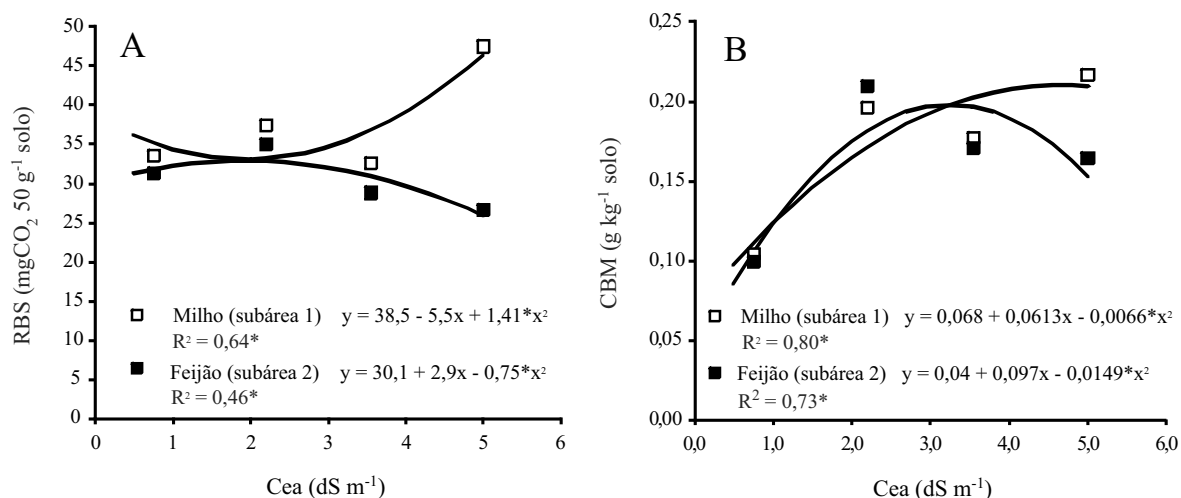 A
RBS (mgCO₂ 50 g⁻¹ solo)
50
45
40
35
30
25
20
15
10
5
0
□ Milho (subárea 1) y = 38,5 - 5,5x + 1,41*x²
R² = 0,64*
■ Feijão (subárea 2) y = 30,1 + 2,9x - 0,75*x²
R² = 0,46*
0 1 2 3 4 5 6
Cea (dS m⁻¹)
B
CBM (g kg⁻¹ solo)
0,25
0,20
0,15
0,10
0,05
0,00
□ Milho (subárea 1) y = 0,068 + 0,0613x - 0,0066*x²
R² = 0,80*
■ Feijão (subárea 2) y = 0,04 + 0,097x - 0,0149*x²
R² = 0,73*
0,0 1,0 2,0 3,0 4,0 5,0 6,0
Cea (dS m⁻¹)